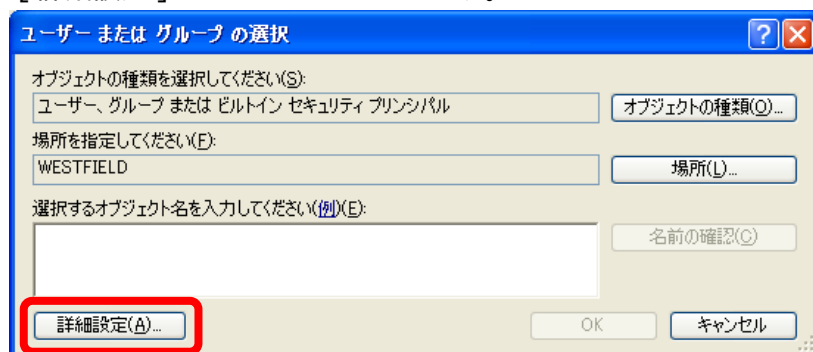 ユーザー または グループ の選択
オブジェクトの種類を選択してください(S):
ユーザー、グループ または ビルトイン セキュリティ プリンシパル
オブジェクトの種類(O)...
場所を指定してください(F):
WESTFIELD
場所(L)...
選択するオブジェクト名を入力してください(例)(E):
名前の確認(C)
詳細設定(A)...
OK
キャンセル